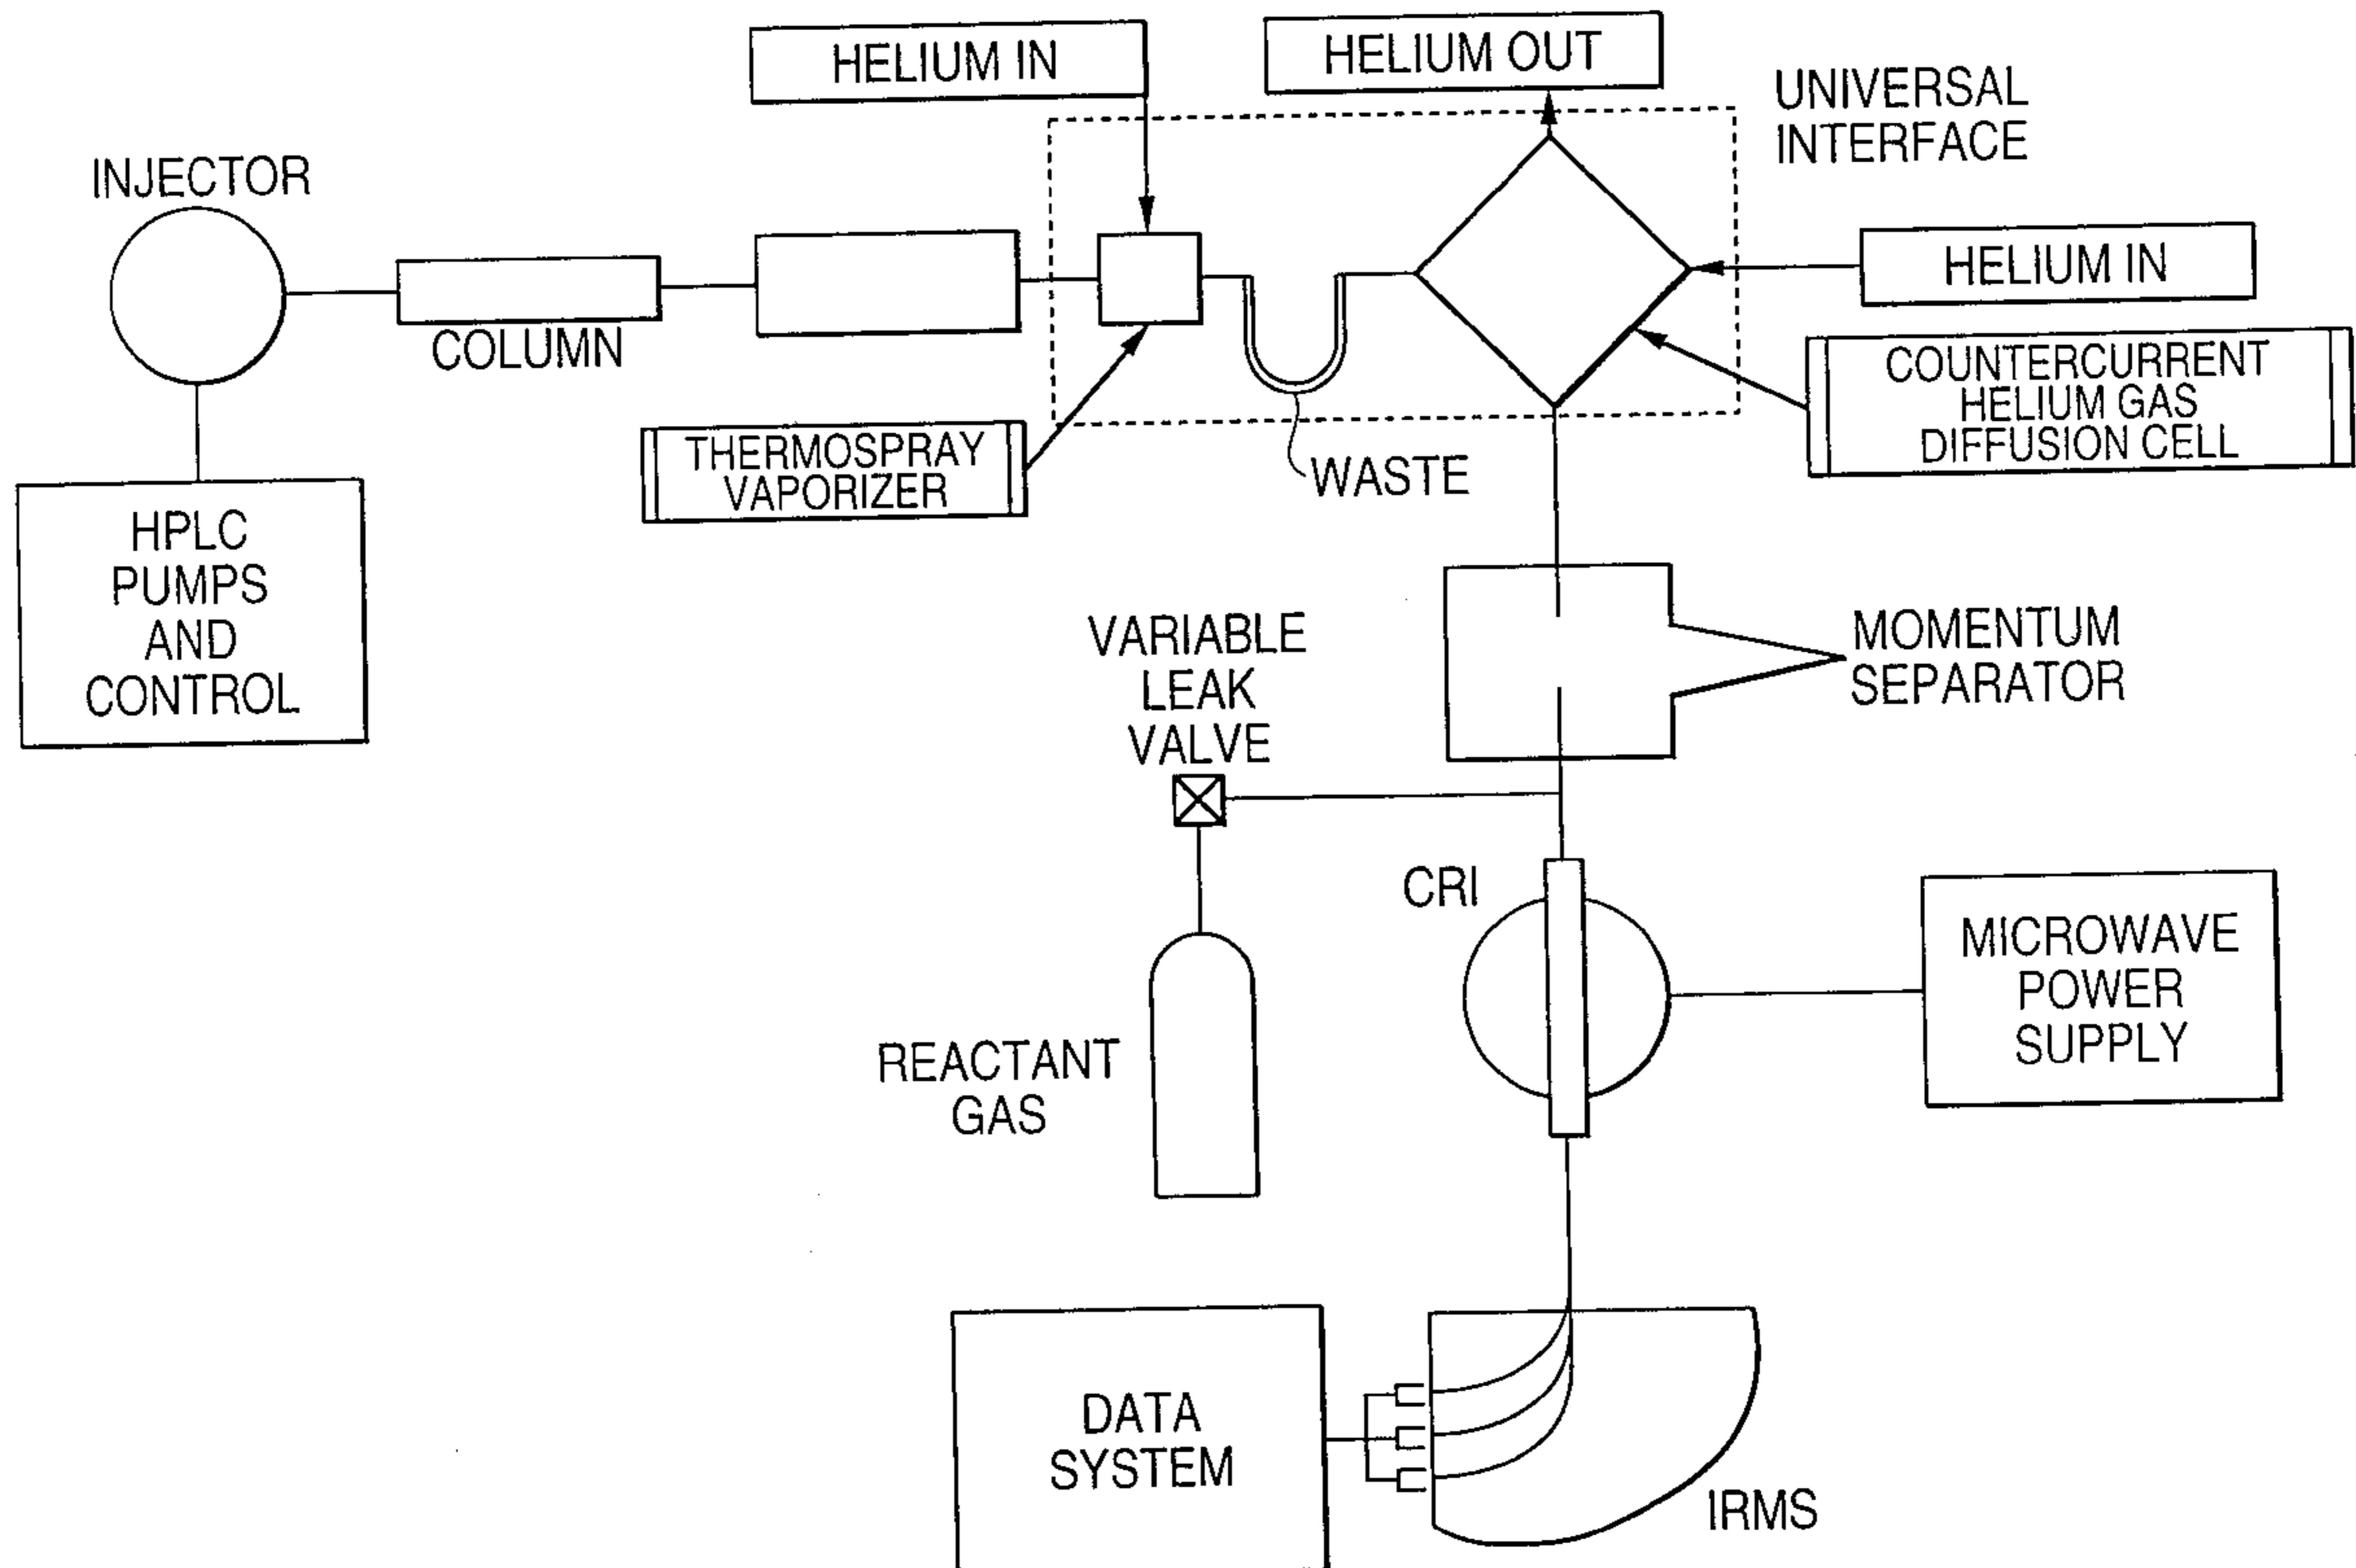 HELIUM IN
HELIUM OUT
UNIVERSAL
INTERFACE
INJECTOR
HELIUM IN
COLUMN
COUNTERCURRENT
HELIUM GAS
DIFFUSION CELL
THERMOSPRAY
VAPORIZER
WASTE
HPLC
PUMPS
AND
CONTROL
VARIABLE
LEAK
VALVE
MOMENTUM
SEPARATOR
CRI
MICROWAVE
POWER
SUPPLY
REACTANT
GAS
DATA
SYSTEM
IRMS